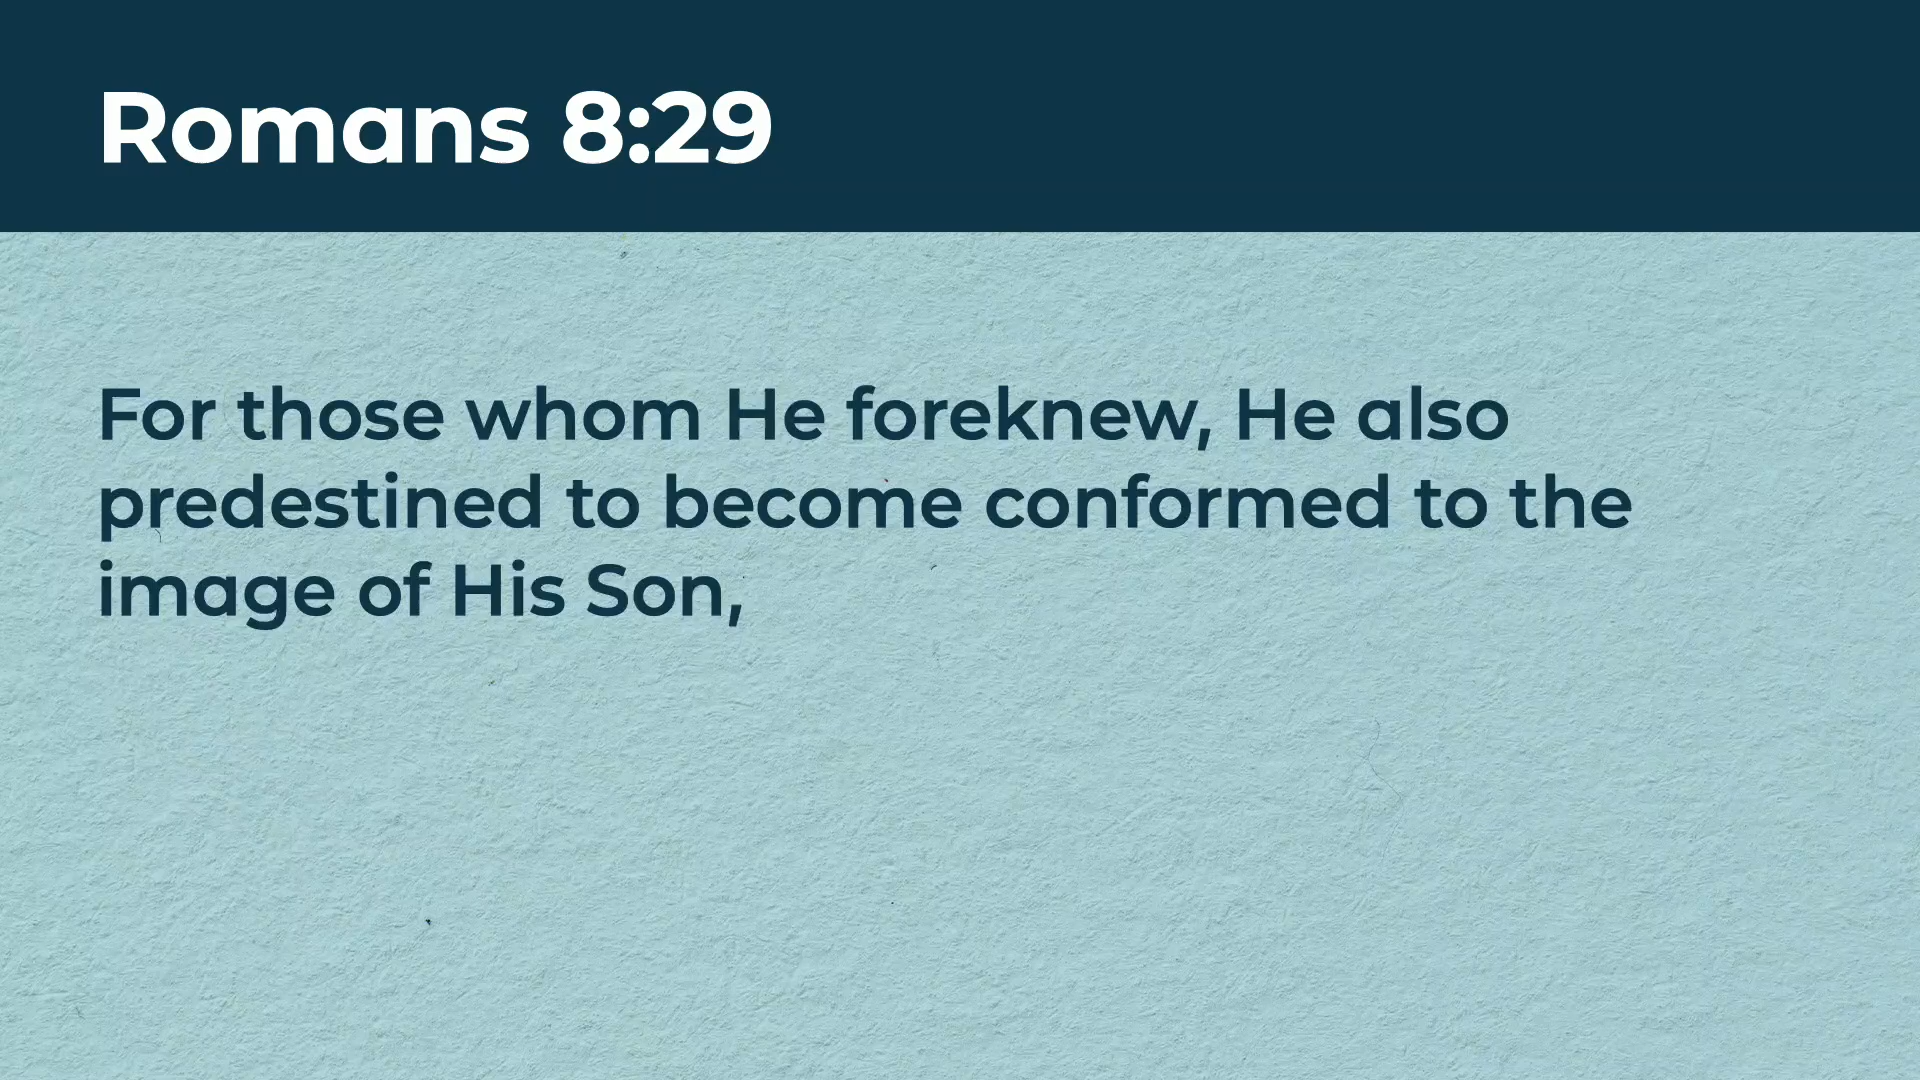 Romans 8:29
For those whom He foreknew, He also
predestined to become conformed to the
image of His Son,